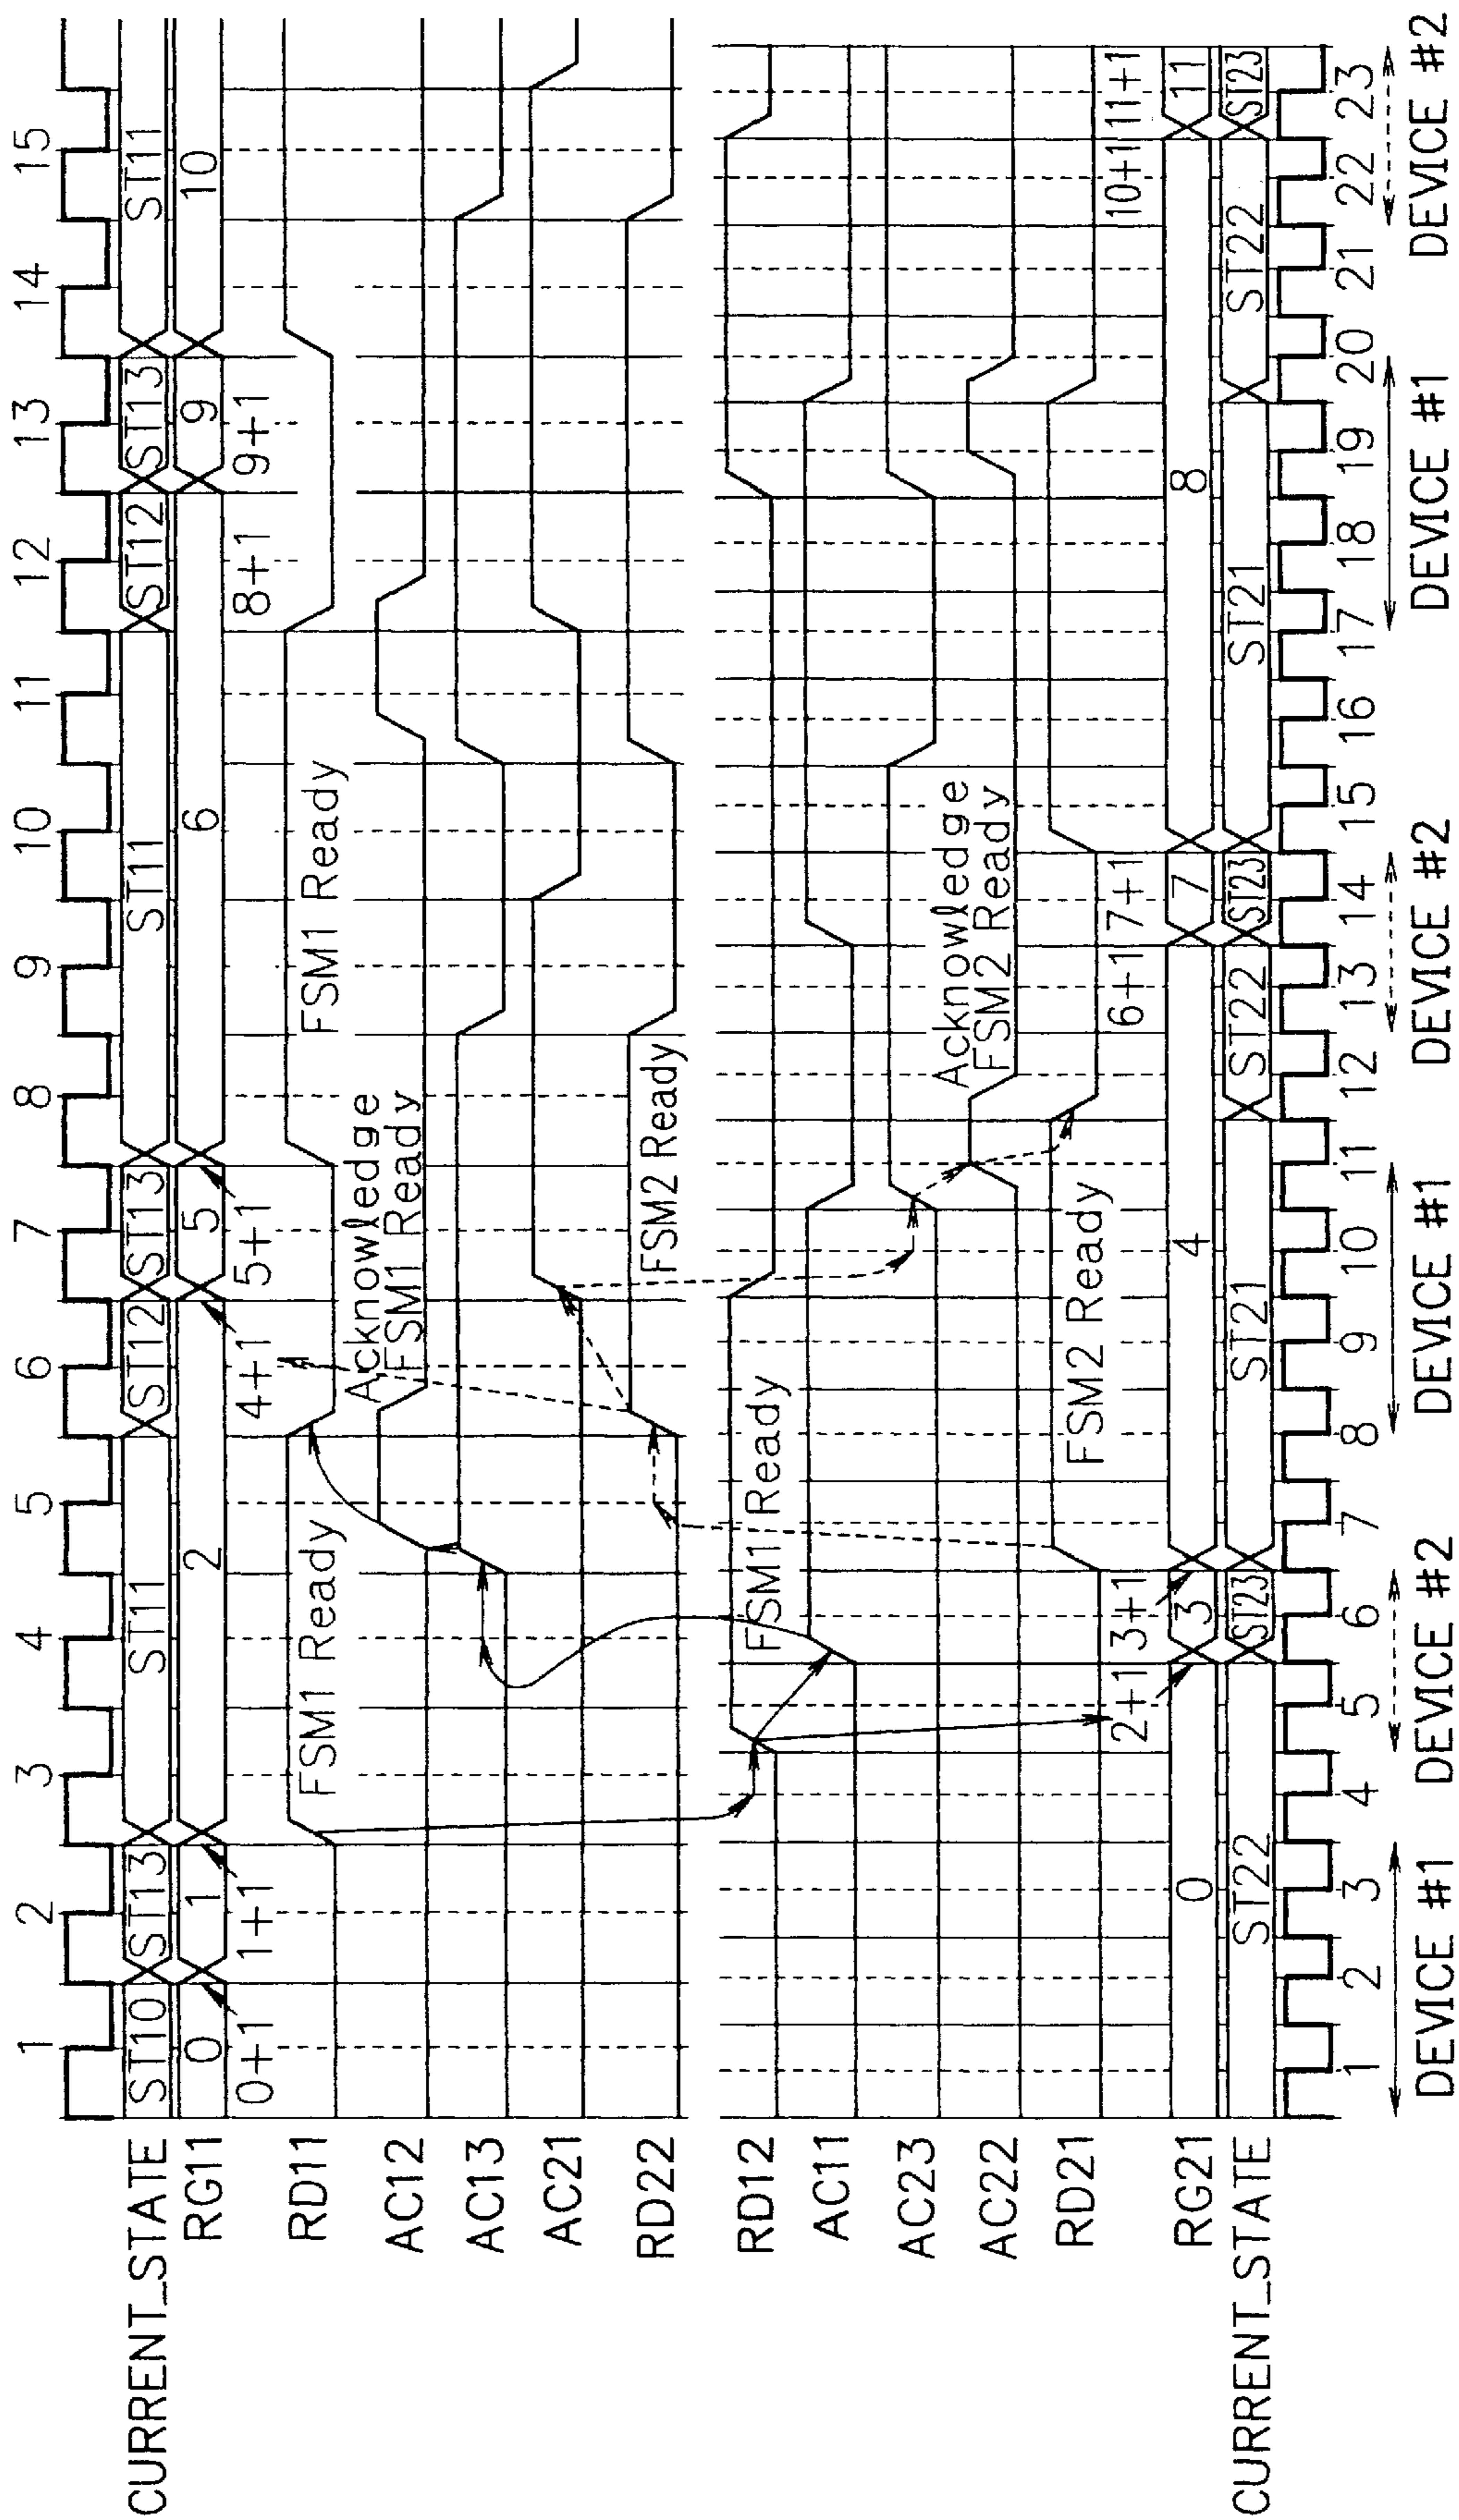 1 2 3 4 5 6 7 8 9 10 11 12 13 14 15
CURRENT_STATE ST10 ST13 ST11 ST12 ST13 ST11 ST12 ST13 ST11
RG11 0 1 2 5 6 9 10
0+1 1+1 4+1 5+1 8+1 9+1
RD11 FSM1 Ready FSM1 Ready
Acknowledge
AC12 FSM1 Ready
AC13
AC21
RD22 FSM2 Ready
RD12 FSM1 Ready
AC11
AC23
Acknowledge
AC22 FSM2 Ready
RD21 FSM2 Ready
2+1 3+1 6+1 7+1 10+1 11+1
RG21 0 3 4 7 8 11
CURRENT_STATE ST22 ST23 ST21 ST22 ST23 ST21 ST22 ST23
1 2 3 4 5 6 7 8 9 10 11 12 13 14 15 16 17 18 19 20 21 22 23
DEVICE #1 DEVICE #2 DEVICE #1 DEVICE #2 DEVICE #1 DEVICE #2